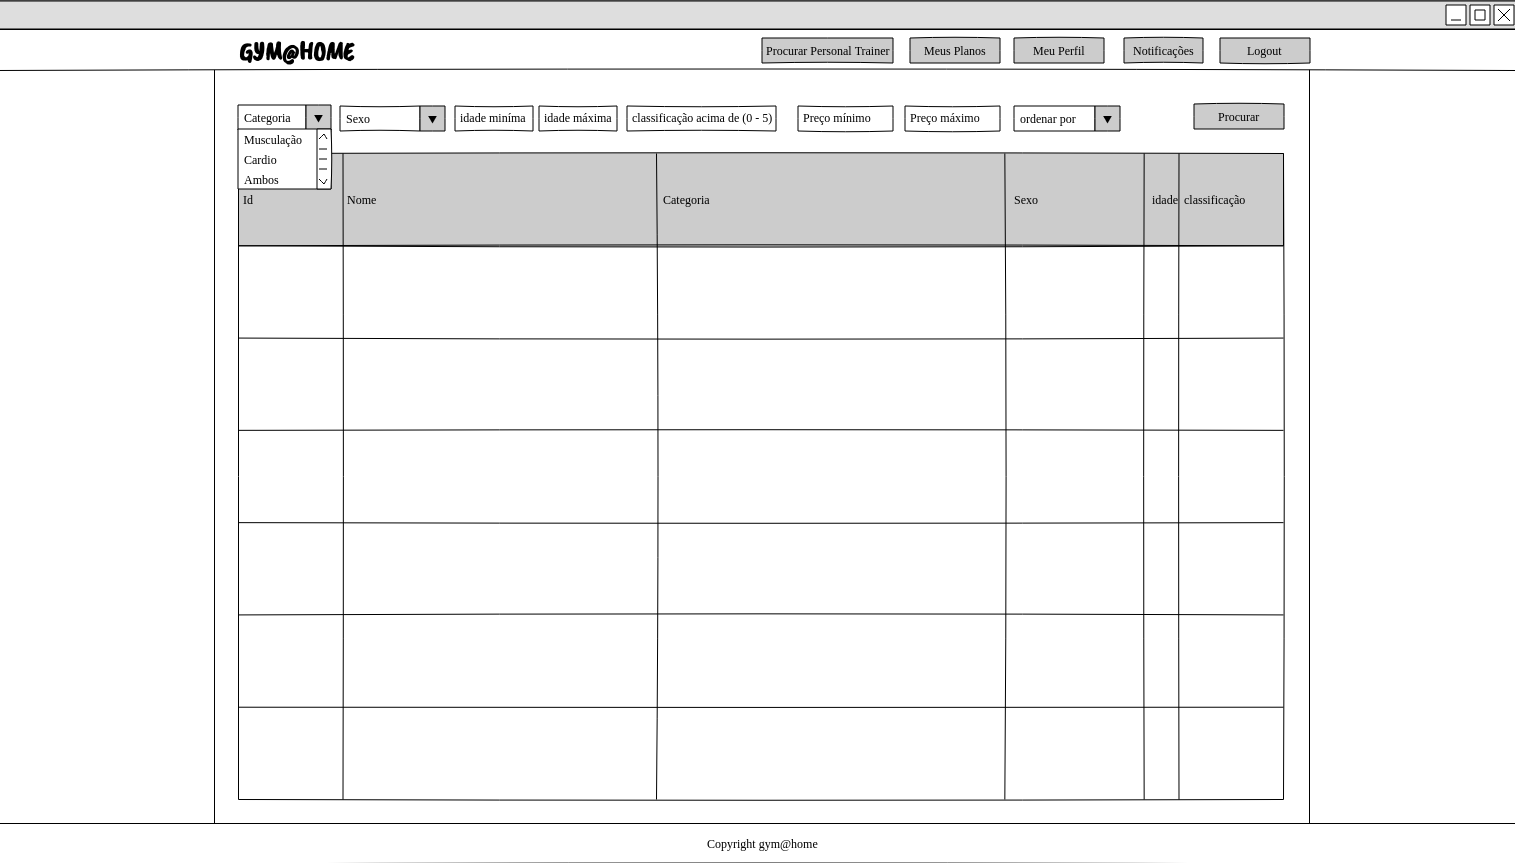 GYM@HOME
Procurar Personal Trainer
Meus Planos
Meu Perfil
Notificações
Logout
Categoria
Sexo
idade miníma
idade máxima
classificação acima de (0 - 5)
Preço mínimo
Preço máximo
ordenar por
Procurar
Musculação
Cardio
Ambos
Id
Nome
Categoria
Sexo
idade
classificação
Copyright gym@home